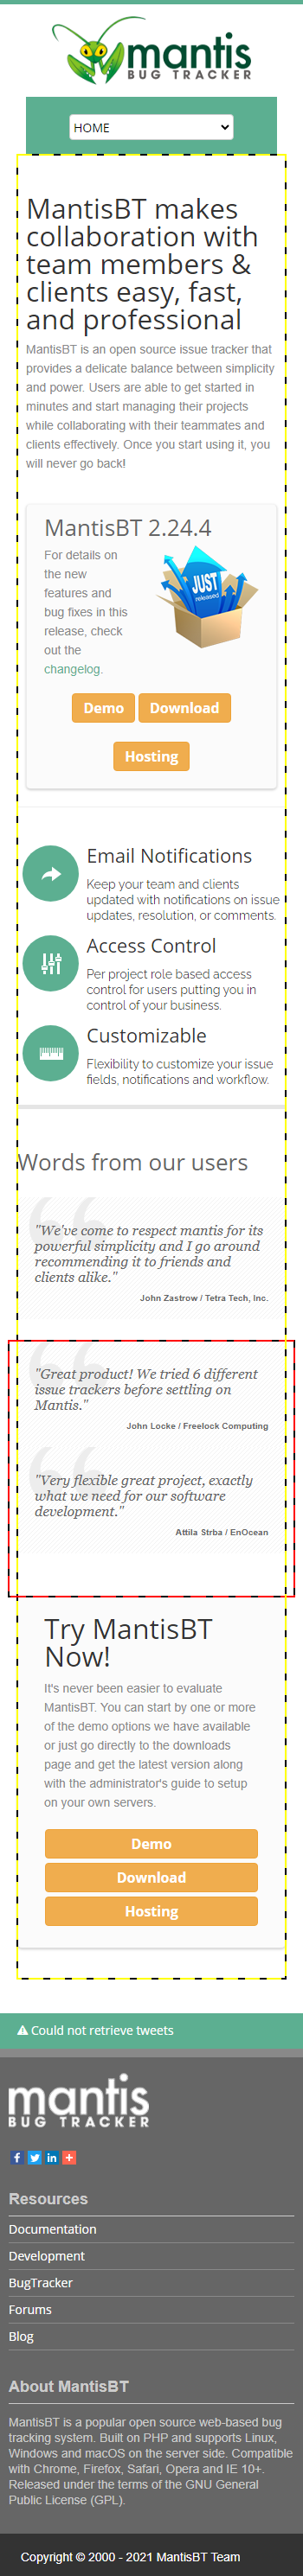 mantis
BUG TRACKER
HOME
MantisBT makes
collaboration with
team members &
clients easy, fast,
and professional
MantisBT is an open source issue tracker that
provides a delicate balance between simplicity
and power. Users are able to get started in
minutes and start managing their projects
while collaborating with their teammates and
clients effectively. Once you start using it, you
will never go back!
MantisBT 2.24.4
For details on
the new
features and
bug fixes in this
release, check
out the
changelog.
JUST
released
Demo Download
Hosting
Email Notifications
Keep your team and clients
updated with notifications on issue
updates, resolution, or comments.
Access Control
Per project role based access
control for users putting you in
control of your business.
Customizable
Flexibility to customize your issue
fields, notifications and workflow.
Words from our users
"We've come to respect mantis for its
powerful simplicity and I go around
recommending it to friends and
clients alike."
John Zastrow / Tetra Tech, Inc.
"Great product! We tried 6 different
issue trackers before settling on
Mantis."
John Locke / Freelock Computing
"Very flexible great project, exactly
what we need for our software
development."
Attila Strba / EnOcean
Try MantisBT
Now!
It's never been easier to evaluate
MantisBT. You can start by one or more
of the demo options we have available
or just go directly to the downloads
page and get the latest version along
with the administrator's guide to setup
on your own servers.
Demo
Download
Hosting
Could not retrieve tweets
mantis
BUG TRACKER
Resources
Documentation
Development
BugTracker
Forums
Blog
About MantisBT
MantisBT is a popular open source web-based bug
tracking system. Built on PHP and supports Linux,
Windows and macOS on the server side. Compatible
with Chrome, Firefox, Safari, Opera and IE 10+.
Released under the terms of the GNU General
Public License (GPL).
Copyright © 2000 - 2021 MantisBT Team